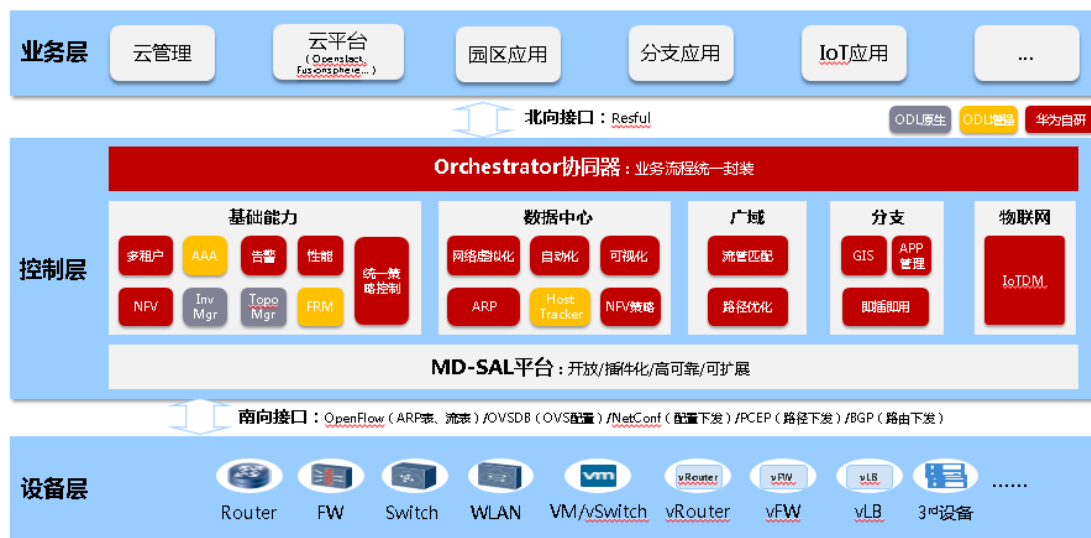 业务层
云管理
云平台
(Openstact,
Fusionsphere...)
园区应用
分支应用
IoT应用
...
北向接口：Resful
ODL原生
ODL增强
华为自研
控制层
Orchestrator协同器：业务流程统一封装
基础能力
多租户
AAA
告警
性能
统一策
略控制
NFV
Inv
Mgr
Topo
Mgr
FRM
数据中心
网络虚拟化
自动化
可视化
ARP
Host
Tracker
NFV策略
广域
流管匹配
路径优化
分支
GIS
APP
管理
即插即用
物联网
IoTDM
MD-SAL平台：开放/插件化/高可靠/可扩展
南向接口：OpenFlow（ARP表、流表）/OVSDB（OVS配置）/NetConf（配置下发）/PCEP（路径下发）/BGP（路由下发）
设备层
vm
vRouter
vFW
vLB
Router
FW
Switch
WLAN
VM/vSwitch
vRouter
vFW
vLB
3rd设备
......